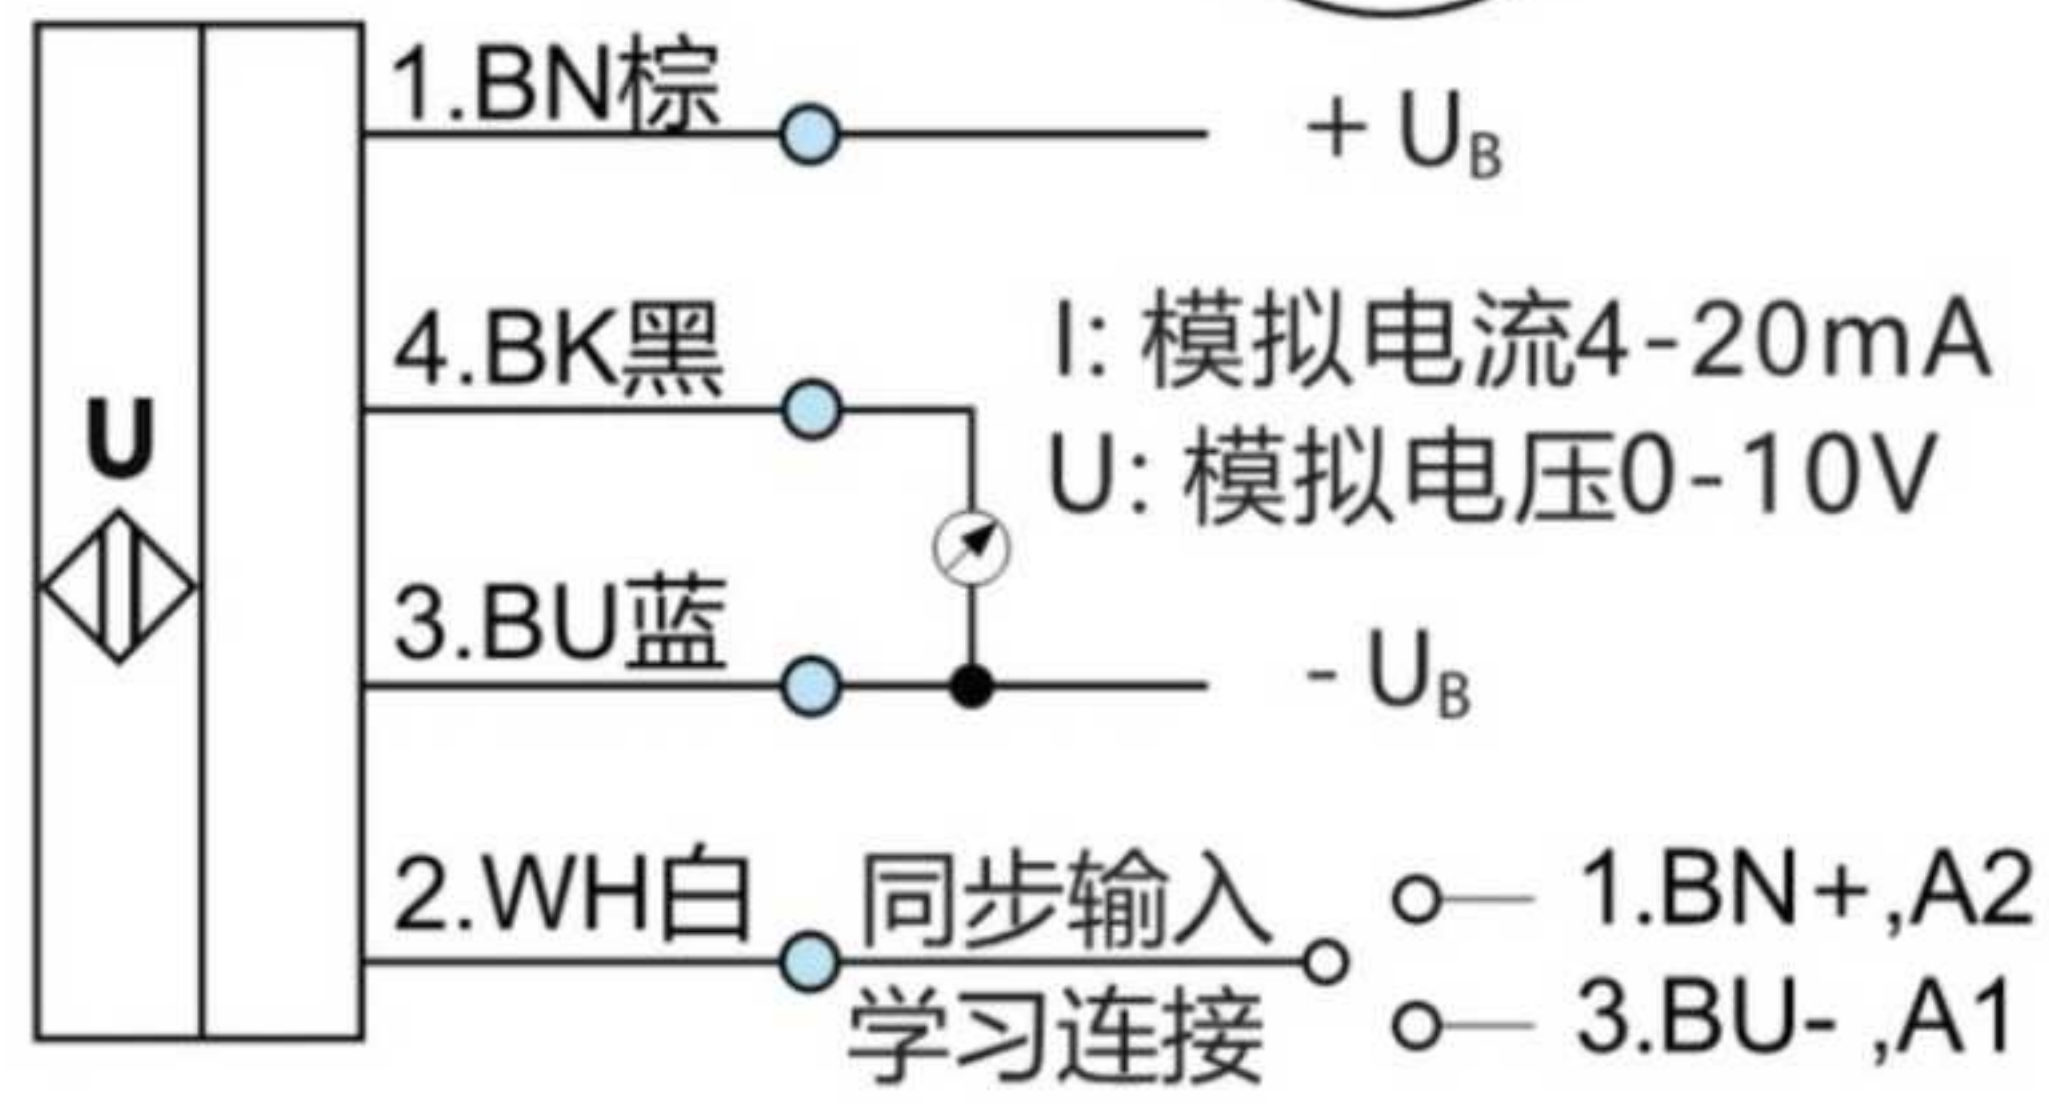 1.BN棕
+ UB
4.BK黑
I: 模拟电流4-20mA
U: 模拟电压0-10V
U
3.BU蓝
- UB
2.WH白
同步输入
学习连接
1.BN+,A2
3.BU- ,A1